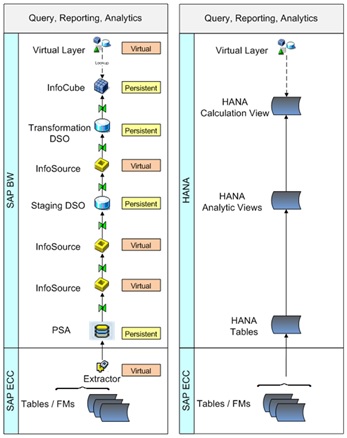 Query, Reporting, Analytics
Virtual Layer
Virtual
Lookup
InfoCube
Persistent
Transformation
DSO
Persistent
InfoSource
Virtual
Staging DSO
Persistent
InfoSource
Virtual
InfoSource
Virtual
PSA
Persistent
SAP BW
Extractor
Virtual
Tables / FMs
SAP ECC
Query, Reporting, Analytics
Virtual Layer
HANA
Calculation View
HANA
Analytic Views
HANA
Tables
HANA
Tables / FMs
SAP ECC